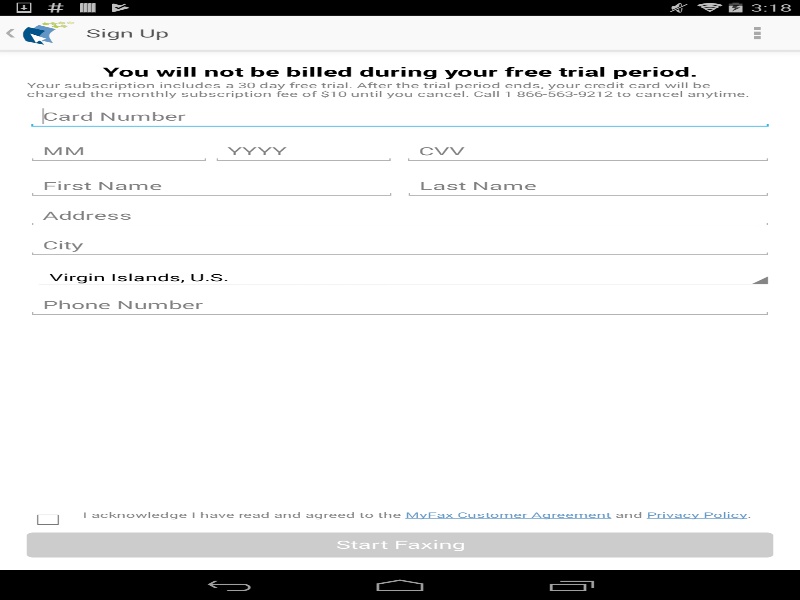 3:18
Sign Up
You will not be billed during your free trial period.
Your subscription includes a 30 day free trial. After the trial period ends, your credit card will be
charged the monthly subscription fee of $10 until you cancel. Call 1 866-563-9212 to cancel anytime.
Card Number
MM YYYY CVV
First Name Last Name
Address
City
Virgin Islands, U.S.
Phone Number
I acknowledge I have read and agreed to the MyFax Customer Agreement and Privacy Policy.
Start Faxing